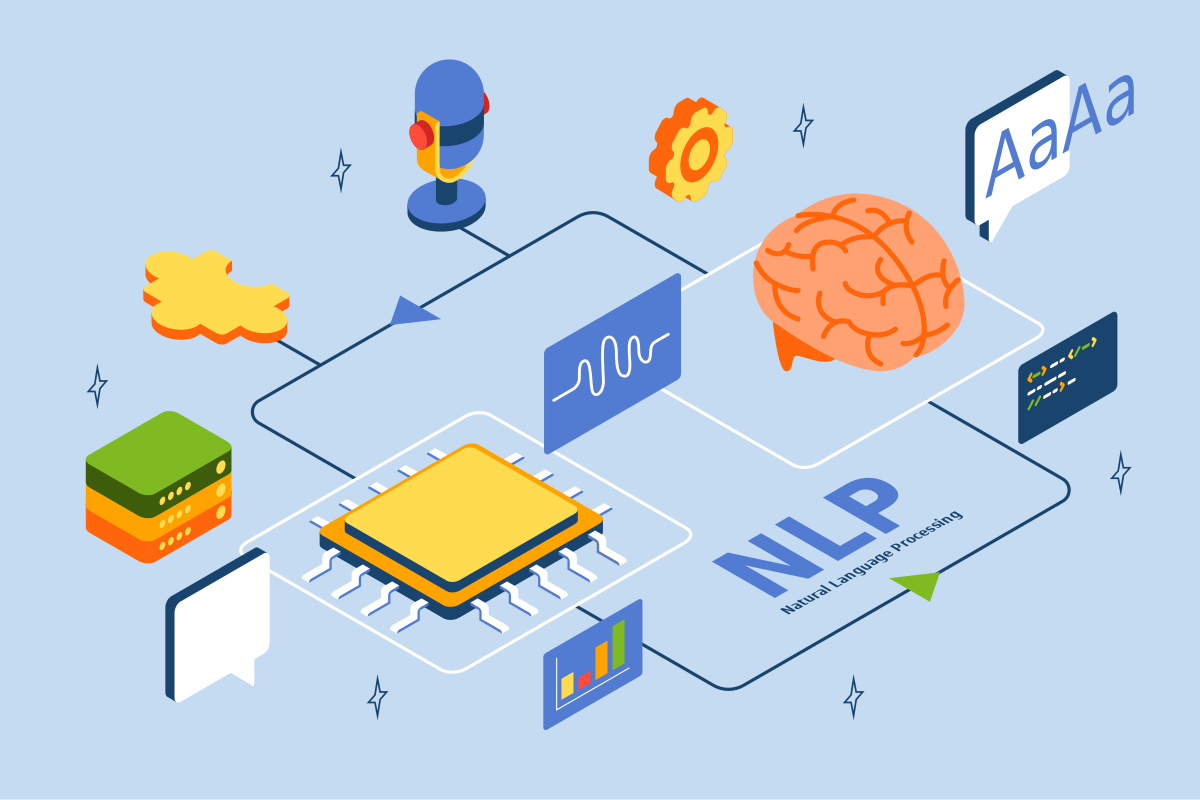 AaAa
<-> --- </->
-----
// --> --
NLP
Natural Language Processing